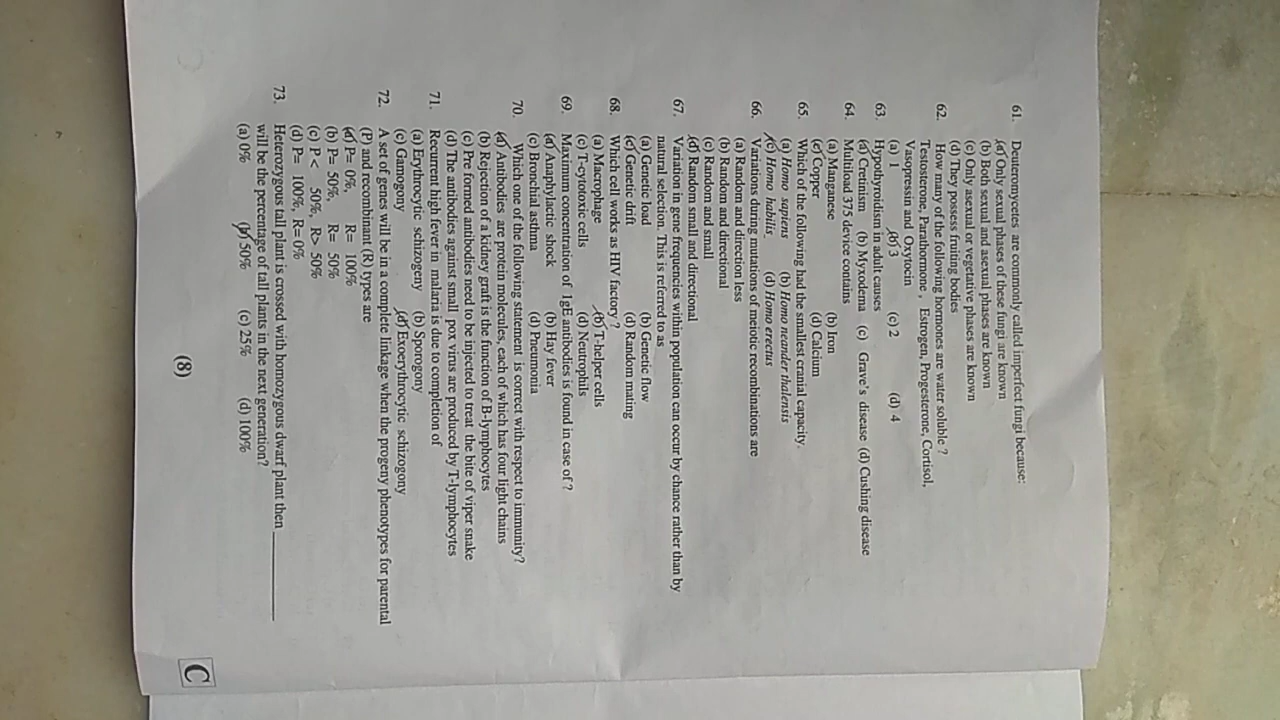 61. Deuteromycetes are commonly called imperfect fungi because:
(a) Only sexual phases of these fungi are known
(b) Both sexual and asexual phases are known
(c) Only asexual or vegetative phases are known
(d) They possess fruiting bodies
62. How many of the following hormones are water soluble ?
Testosterone, Parathormone , Estrogen, Progesterone, Cortisol,
Vasopressin and Oxytocin
(a) 1 (b) 3 (c) 2 (d) 4
63. Hypothyroidism in adult causes
(a) Cretinism (b) Myxodema (c) Grave's disease (d) Cushing disease
64. Multiload 375 device contains
(a) Manganese (b) Iron
(c) Copper (d) Calcium
65. Which of the following had the smallest cranial capacity.
(a) Homo sapiens (b) Homo neander thalensis
(c) Homo habilis (d) Homo erectus
66. Variations during mutations of meiotic recombinations are
(a) Random and direction less
(b) Random and directional
(c) Random and small
(d) Random small and directional
67. Variation in gene frequencies within population can occur by chance rather than by
natural selection. This is referred to as
(a) Genetic load (b) Genetic flow
(c) Genetic drift (d) Random mating
68. Which cell works as HIV factory ?
(a) Macrophage (b) T-helper cells
(c) T-cytotoxic cells (d) Neutrophils
69. Maximum concentration of 1gE antibodies is found in case of ?
(a) Anaphylactic shock (b) Hay fever
(c) Bronchial asthma (d) Pneumonia
70. Which one of the following statement is correct with respect to immunity?
(a) Antibodies are protein molecules, each of which has four light chains
(b) Rejection of a kidney graft is the function of B-lymphocytes
(c) Pre formed antibodies need to be injected to treat the bite of viper snake
(d) The antibodies against small pox virus are produced by T-lymphocytes
71. Recurrent high fever in malaria is due to completion of
(a) Erythrocytic schizogeny (b) Sporogony
(c) Gamogony (d) Exoerythrocytic schizogony
72. A set of genes will be in a complete linkage when the progeny phenotypes for parental
(P) and recombinant (R) types are
(a) P= 0%, R= 100%
(b) P= 50%, R= 50%
(c) P < 50%, R> 50%
(d) P= 100%, R= 0%
73. Heterozygous tall plant is crossed with homozygous dwarf plant then ________
will be the percentage of tall plants in the next generation?
(a) 0% (b) 50% (c) 25% (d) 100%
(8)
C